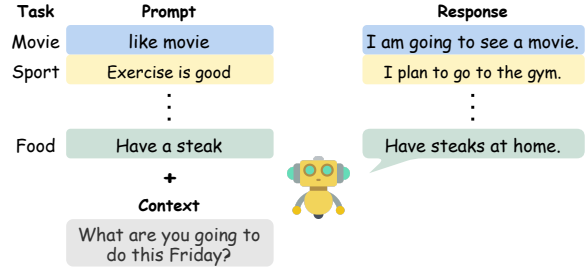 Task Prompt Response
Movie like movie I am going to see a movie.
Sport Exercise is good I plan to go to the gym.
Food Have a steak Have steaks at home.
+
Context
What are you going to
do this Friday?